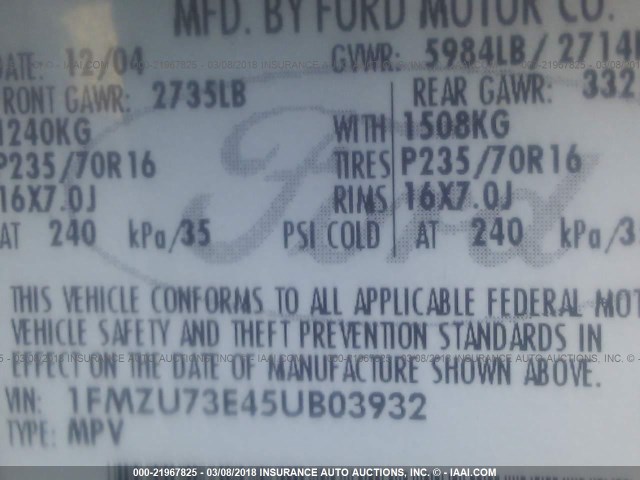 MFD. BY FORD MOTOR CO.
DATE: 12/04 GVWR: 5984LB/ 2714
FRONT GAWR: 2735LB REAR GAWR: 332
1240KG WITH 1508KG
P235/70R16 TIRES P235/70R16
16X7.0J RIMS 16X7.0J
AT 240 kPa/35 PSI COLD AT 240 kPa/3
THIS VEHICLE CONFORMS TO ALL APPLICABLE FEDERAL MOT
VEHICLE SAFETY AND THEFT PREVENTION STANDARDS IN
EFFECT ON THE DATE OF MANUFACTURE SHOWN ABOVE.
VIN: 1FMZU73E45UB03932
TYPE: MPV
Ford
000-21967825 - 03/08/2018 INSURANCE AUTO AUCTIONS, INC. - © IAAI.COM